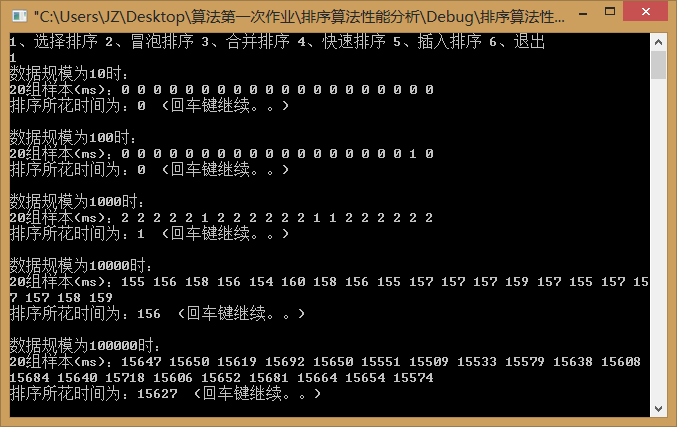 "C:\Users\JZ\Desktop\算法第一次作业\排序算法性能分析\Debug\排序算法性...
1、选择排序 2、冒泡排序 3、合并排序 4、快速排序 5、插入排序 6、退出
1
数据规模为10时:
20组样本(ms):0 0 0 0 0 0 0 0 0 0 0 0 0 0 0 0 0 0 0 0
排序所花时间为:0 (回车键继续。。)
数据规模为100时:
20组样本(ms):0 0 0 0 0 0 0 0 0 0 0 0 0 0 0 0 0 0 1 0
排序所花时间为:0 (回车键继续。。)
数据规模为1000时:
20组样本(ms):2 2 2 2 2 1 2 2 2 2 2 2 1 1 2 2 2 2 2 2
排序所花时间为:1 (回车键继续。。)
数据规模为10000时:
20组样本(ms):155 156 158 156 154 160 158 156 155 157 157 157 159 157 155 157 15
7 157 158 159
排序所花时间为:156 (回车键继续。。)
数据规模为100000时:
20组样本(ms):15647 15650 15619 15692 15650 15551 15509 15533 15579 15638 15608
15684 15640 15718 15606 15652 15681 15664 15654 15574
排序所花时间为:15627 (回车键继续。。)